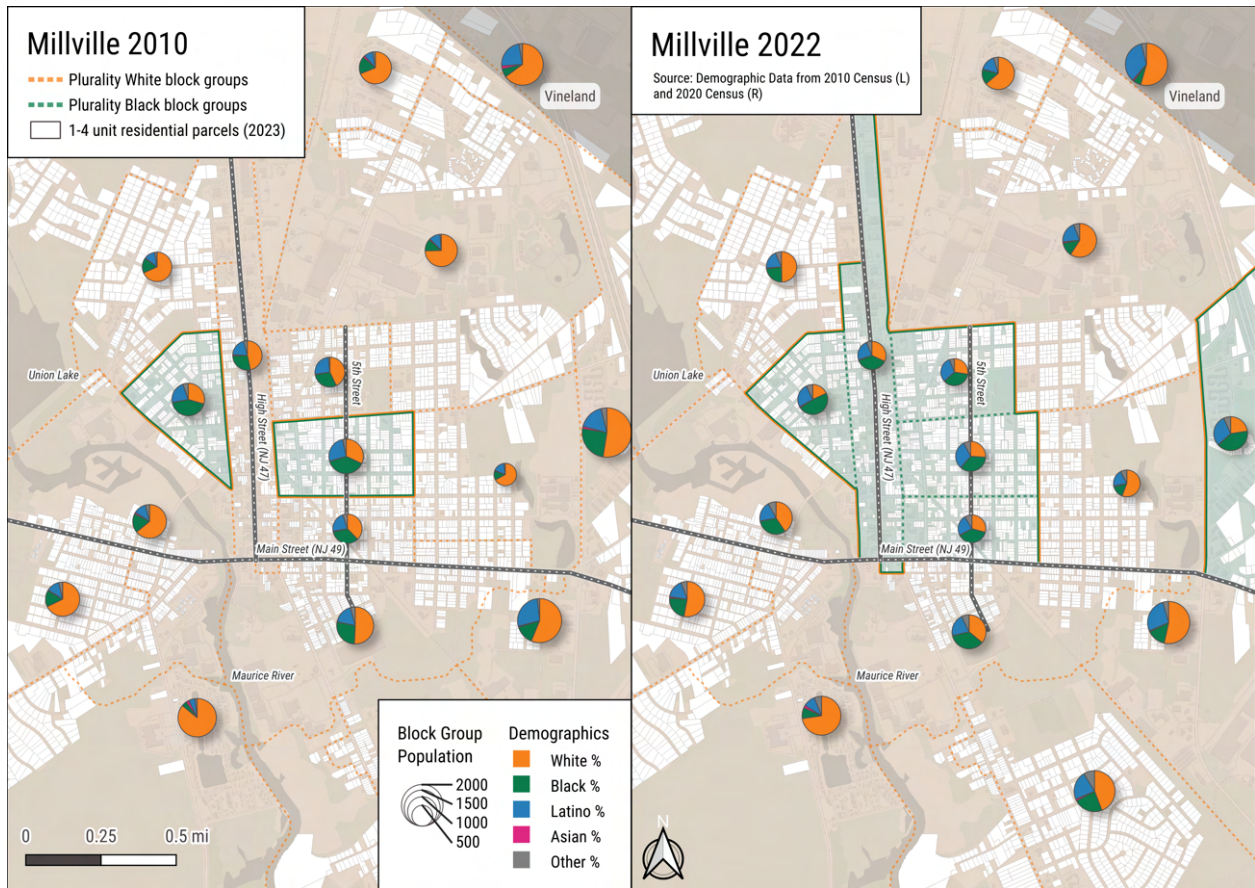 Millville 2010
Plurality White block groups
Plurality Black block groups
1-4 unit residential parcels (2023)
Vineland
Union Lake
High Street (NJ 47)
5th Street
Main Street (NJ 49)
Maurice River
0 0.25 0.5 mi
Block Group
Population
2000
1500
1000
500
Demographics
White %
Black %
Latino %
Asian %
Other %
Millville 2022
Source: Demographic Data from 2010 Census (L)
and 2020 Census (R)
Vineland
Union Lake
High Street (NJ 47)
5th Street
Main Street (NJ 49)
Maurice River
N